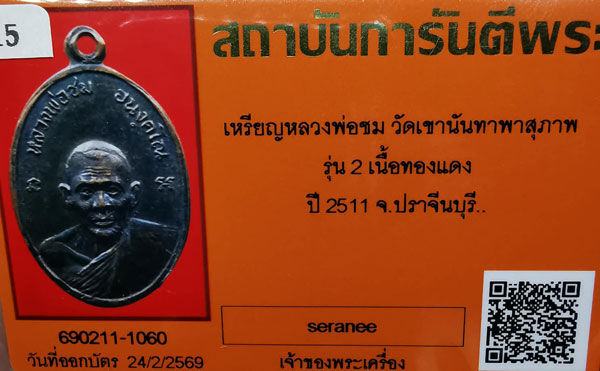 15
สถาบันการันตีพระ
หลวงพ่อชม อนงฺคโณ
เหรียญหลวงพ่อชม วัดเขานันทาพาสุภาพ
รุ่น 2 เนื้อทองแดง
ปี 2511 จ.ปราจีนบุรี..
seranee
690211-1060
วันที่ออกบัตร 24/2/2569
เจ้าของพระเครื่อง